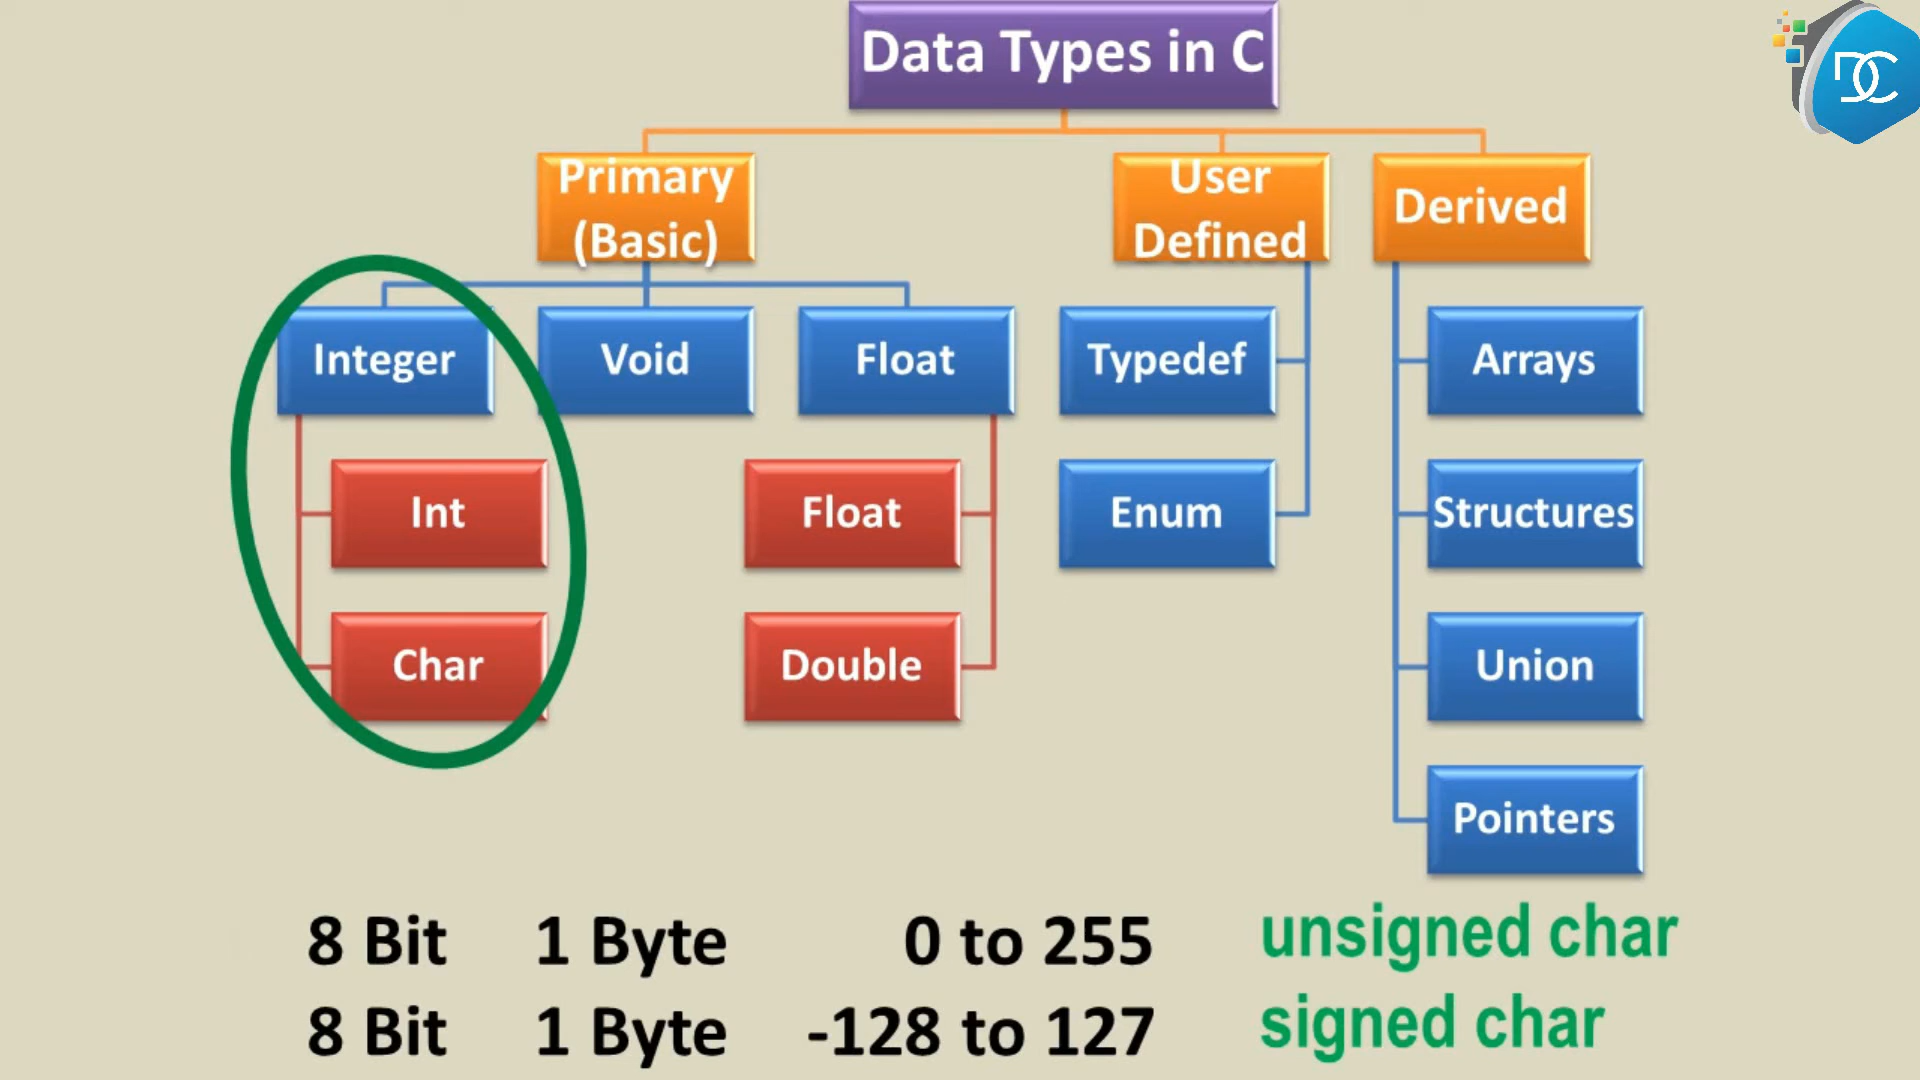 Data Types in C
DC
Primary
(Basic)
User
Defined
Derived
Integer
Void
Float
Typedef
Arrays
Int
Float
Enum
Structures
Char
Double
Union
Pointers
8 Bit 1 Byte 0 to 255 unsigned char
8 Bit 1 Byte -128 to 127 signed char